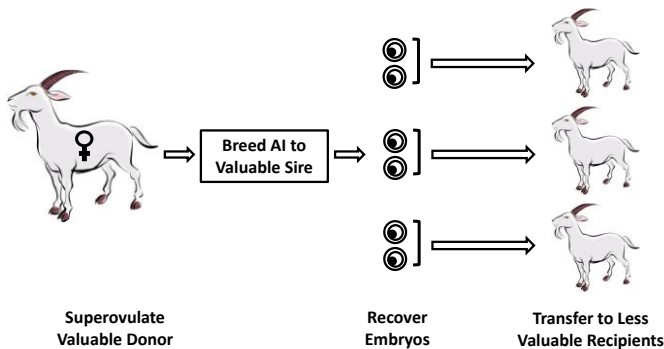 Breed AI to
Valuable Sire
Superovulate
Valuable Donor
Recover
Embryos
Transfer to Less
Valuable Recipients